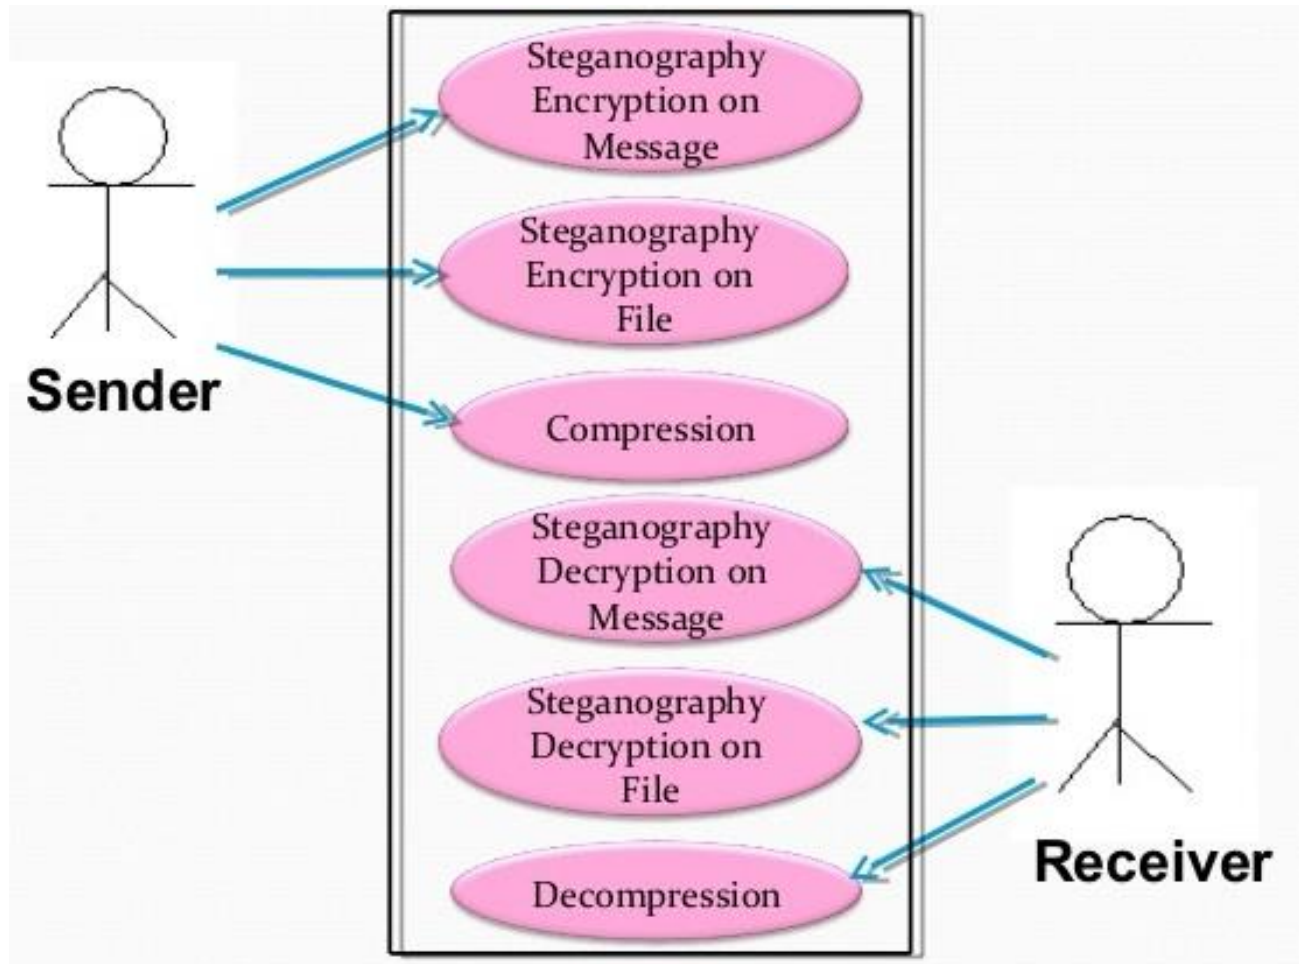 Steganography
Encryption on
Message
Steganography
Encryption on
File
Sender
Compression
Steganography
Decryption on
Message
Steganography
Decryption on
File
Receiver
Decompression